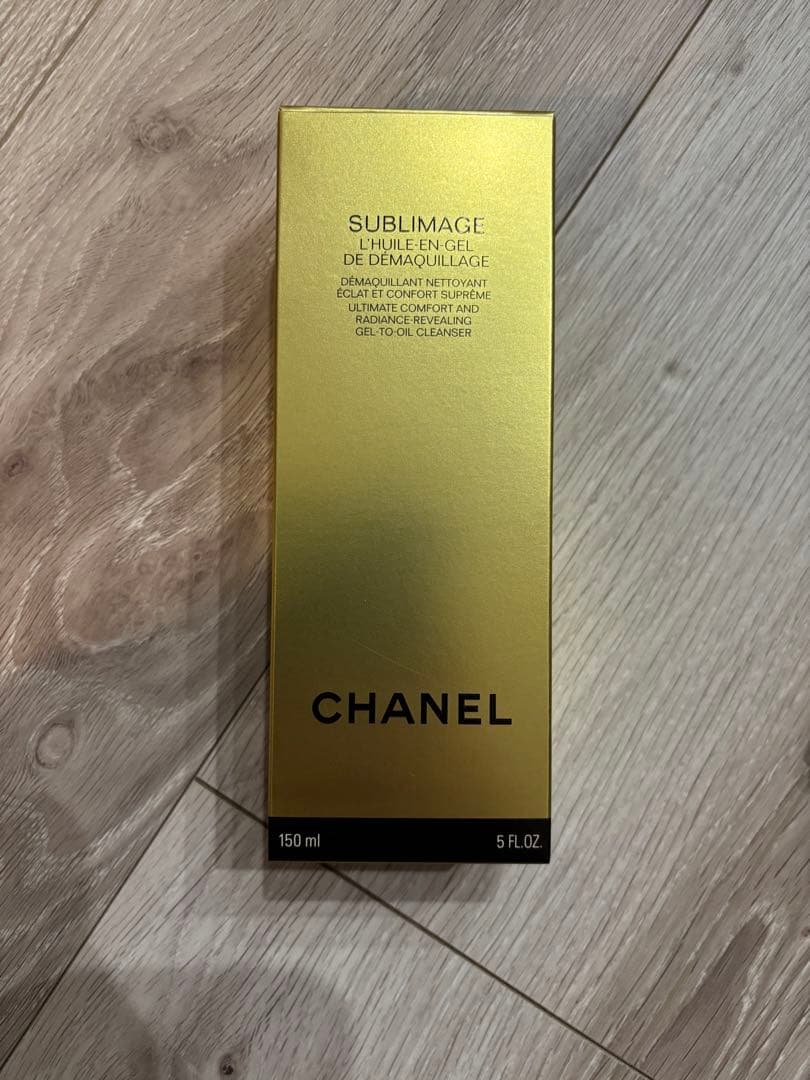 SUBLIMAGE
L'HUILE-EN-GEL
DE DÉMAQUILLAGE
DÉMAQUILLANT NETTOYANT
ÉCLAT ET CONFORT SUPRÊME
ULTIMATE COMFORT AND
RADIANCE-REVEALING
GEL-TO-OIL CLEANSER
CHANEL
150 ml 5 FL.OZ.